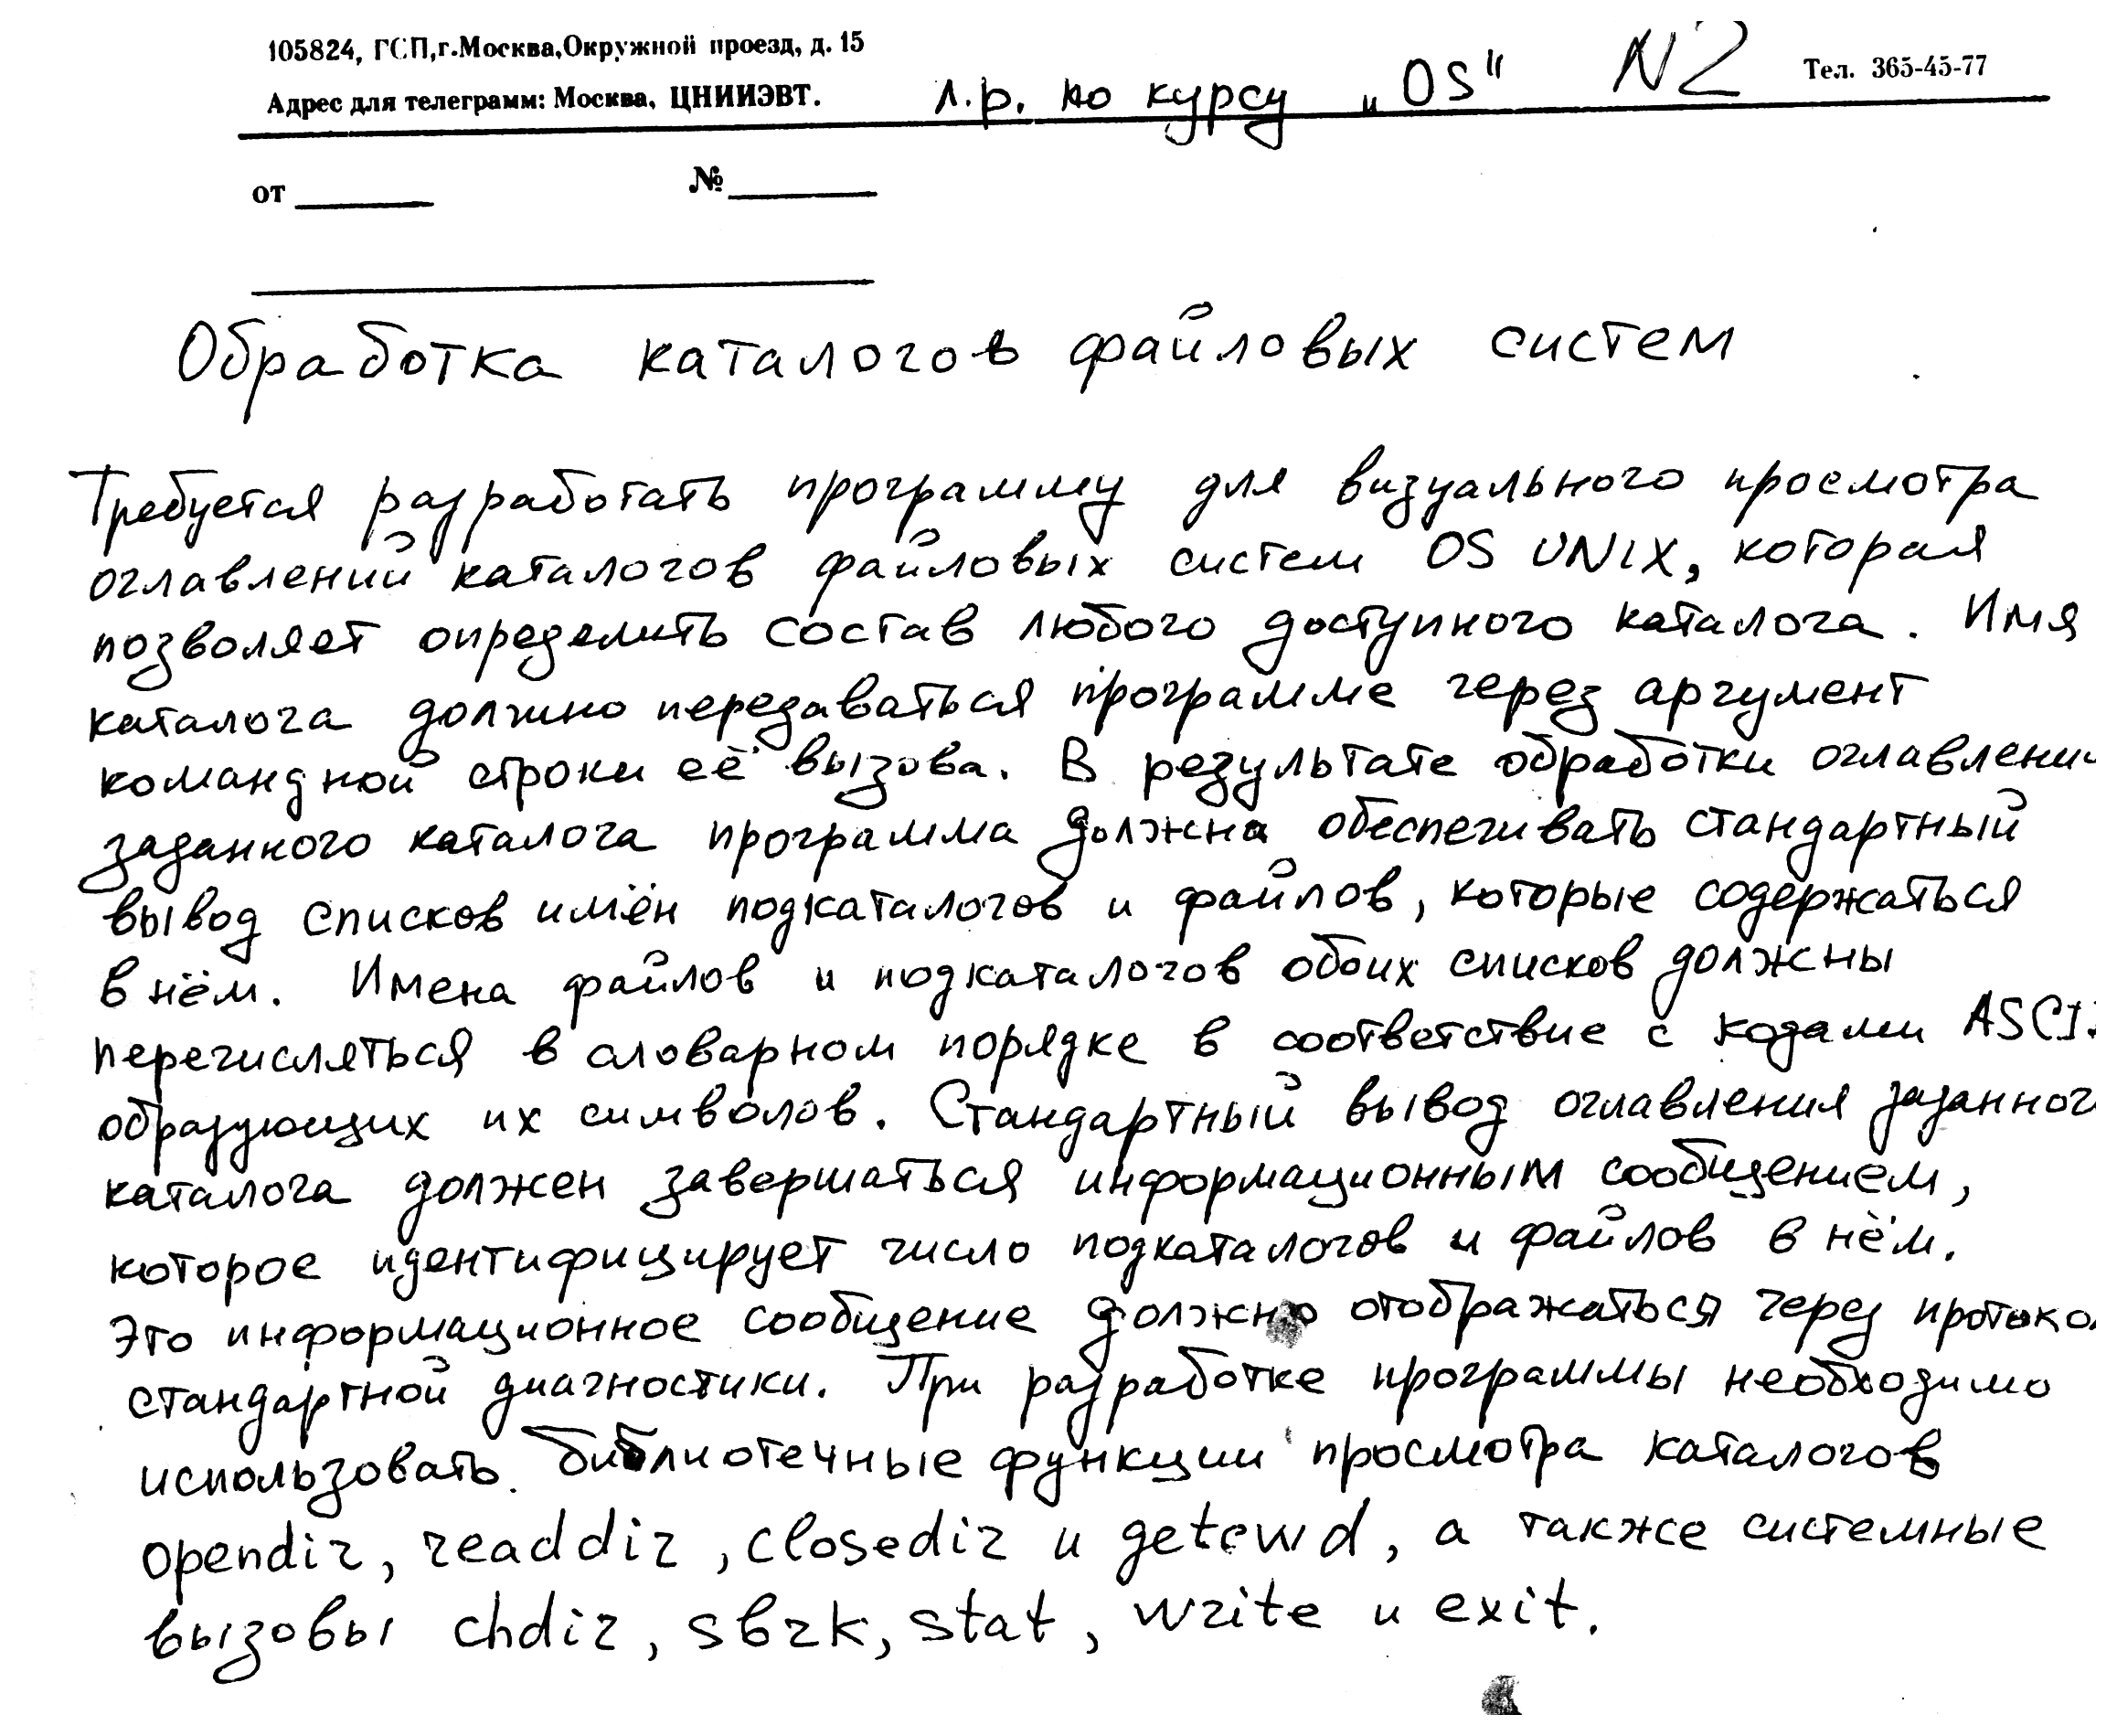 105824, ГСП,г.Москва,Окружной проезд, д. 15
Адрес для телеграмм: Москва, ЦНИИЭВТ.
л.р. по курсу „OS" N2
Тел. 365-45-77
от №
Обработка каталогов файловых систем
Требуется разработать программу для визуального просмотра
оглавлений каталогов файловых систем OS UNIX, которая
позволяет определить состав любого доступного каталога. Имя
каталога должно передаваться программе через аргумент
командной строки её вызова. В результате обработки оглавлени
заданного каталога программа должна обеспечивать стандартный
вывод списков имён подкаталогов и файлов, которые содержаться
в нём. Имена файлов и подкаталогов обоих списков должны
перечисляться в словарном порядке в соответствие с кодами ASCI
образующих их символов. Стандартный вывод оглавления заданног
каталога должен завершаться информационным сообщением,
которое идентифицирует число подкаталогов и файлов в нём.
Это информационное сообщение должно отображаться через протоко
стандартной диагностики. При разработке программы необходимо
использовать библиотечные функции просмотра каталогов
opendir, readdir, closedir и getcwd, а также системные
вызовы chdir, sbrk, stat, write и exit.